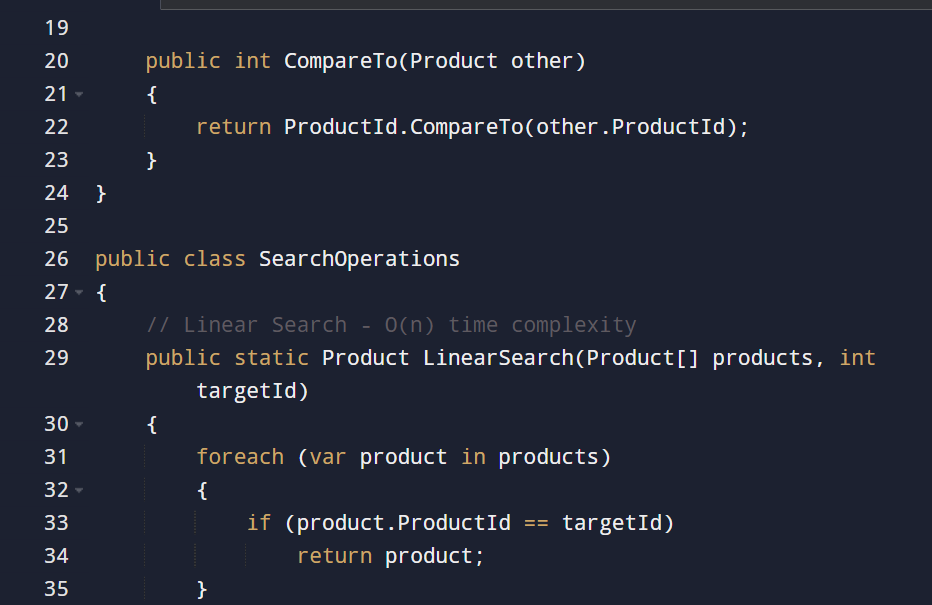 19
20 public int CompareTo(Product other)
21 {
22 return ProductId.CompareTo(other.ProductId);
23 }
24 }
25
26 public class SearchOperations
27 {
28 // Linear Search - O(n) time complexity
29 public static Product LinearSearch(Product[] products, int
targetId)
30 {
31 foreach (var product in products)
32 {
33 if (product.ProductId == targetId)
34 return product;
35 }